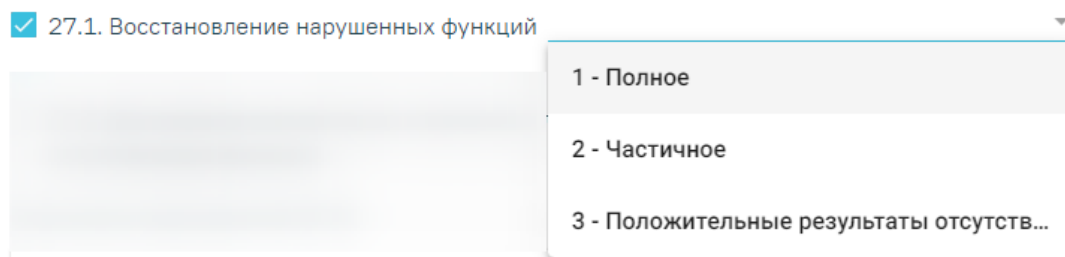 27.1. Восстановление нарушенных функций
1 - Полное
2 - Частичное
3 - Положительные результаты отсутств...